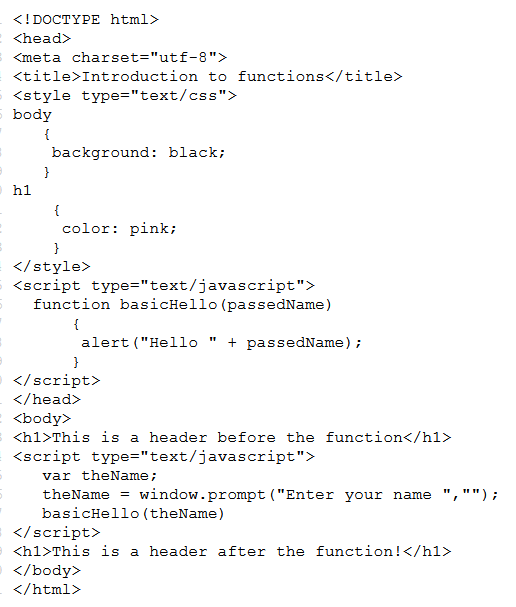 <!DOCTYPE html>
<head>
<meta charset="utf-8">
<title>Introduction to functions</title>
<style type="text/css">
body
{
background: black;
}
h1
{
color: pink;
}
</style>
<script type="text/javascript">
function basicHello(passedName)
{
alert("Hello " + passedName);
}
</script>
</head>
<body>
<h1>This is a header before the function</h1>
<script type="text/javascript">
var theName;
theName = window.prompt("Enter your name ","");
basicHello(theName)
</script>
<h1>This is a header after the function!</h1>
</body>
</html>